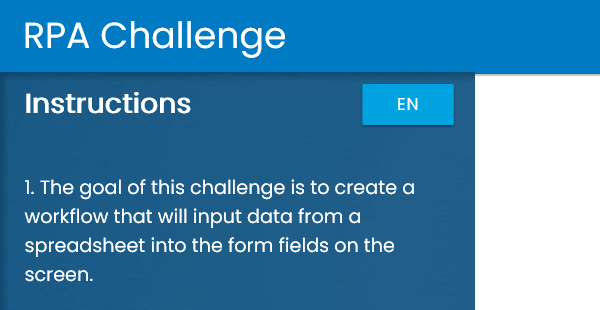 RPA Challenge
Instructions
EN
1. The goal of this challenge is to create a
workflow that will input data from a
spreadsheet into the form fields on the
screen.